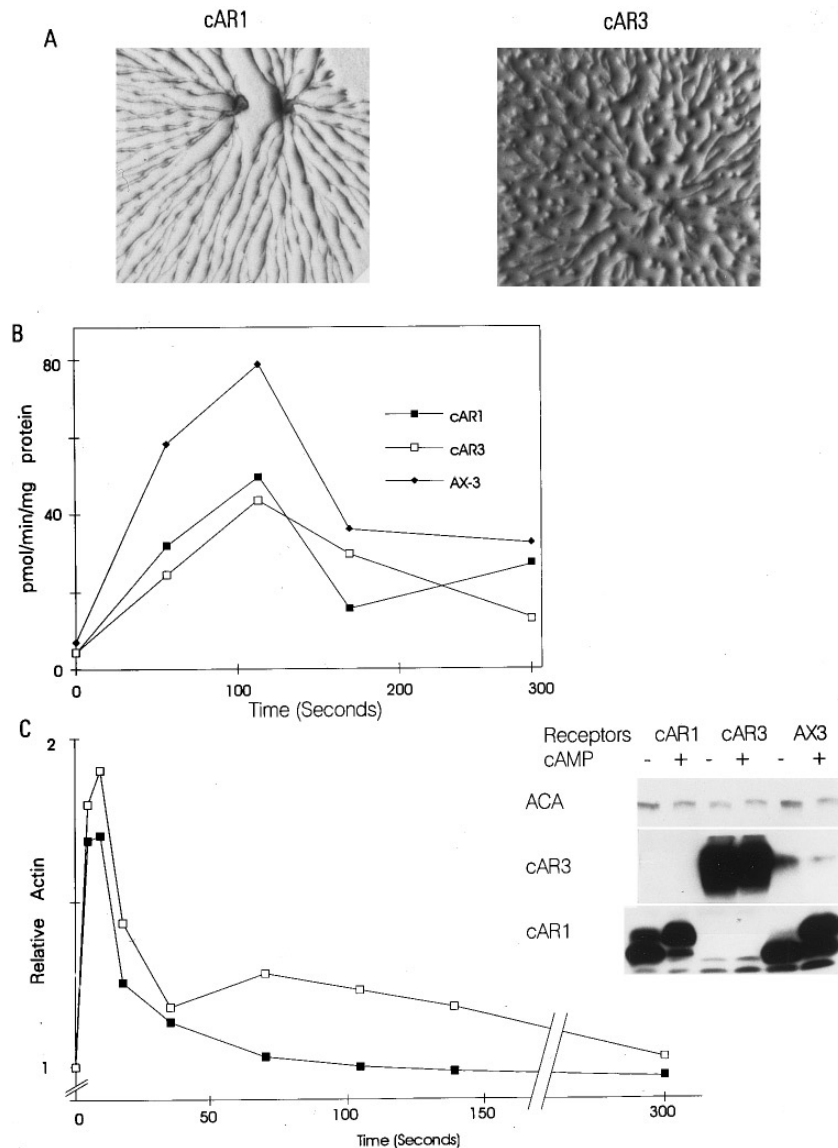 cAR1 cAR3
A
B
80
40
0
pmol/min/mg protein
cAR1
cAR3
AX-3
0 100 200 300
Time (Seconds)
C
2
1
Relative Actin
0 50 100 150 300
Time (Seconds)
Receptors cAR1 cAR3 AX3
cAMP - + - + - +
ACA
cAR3
cAR1